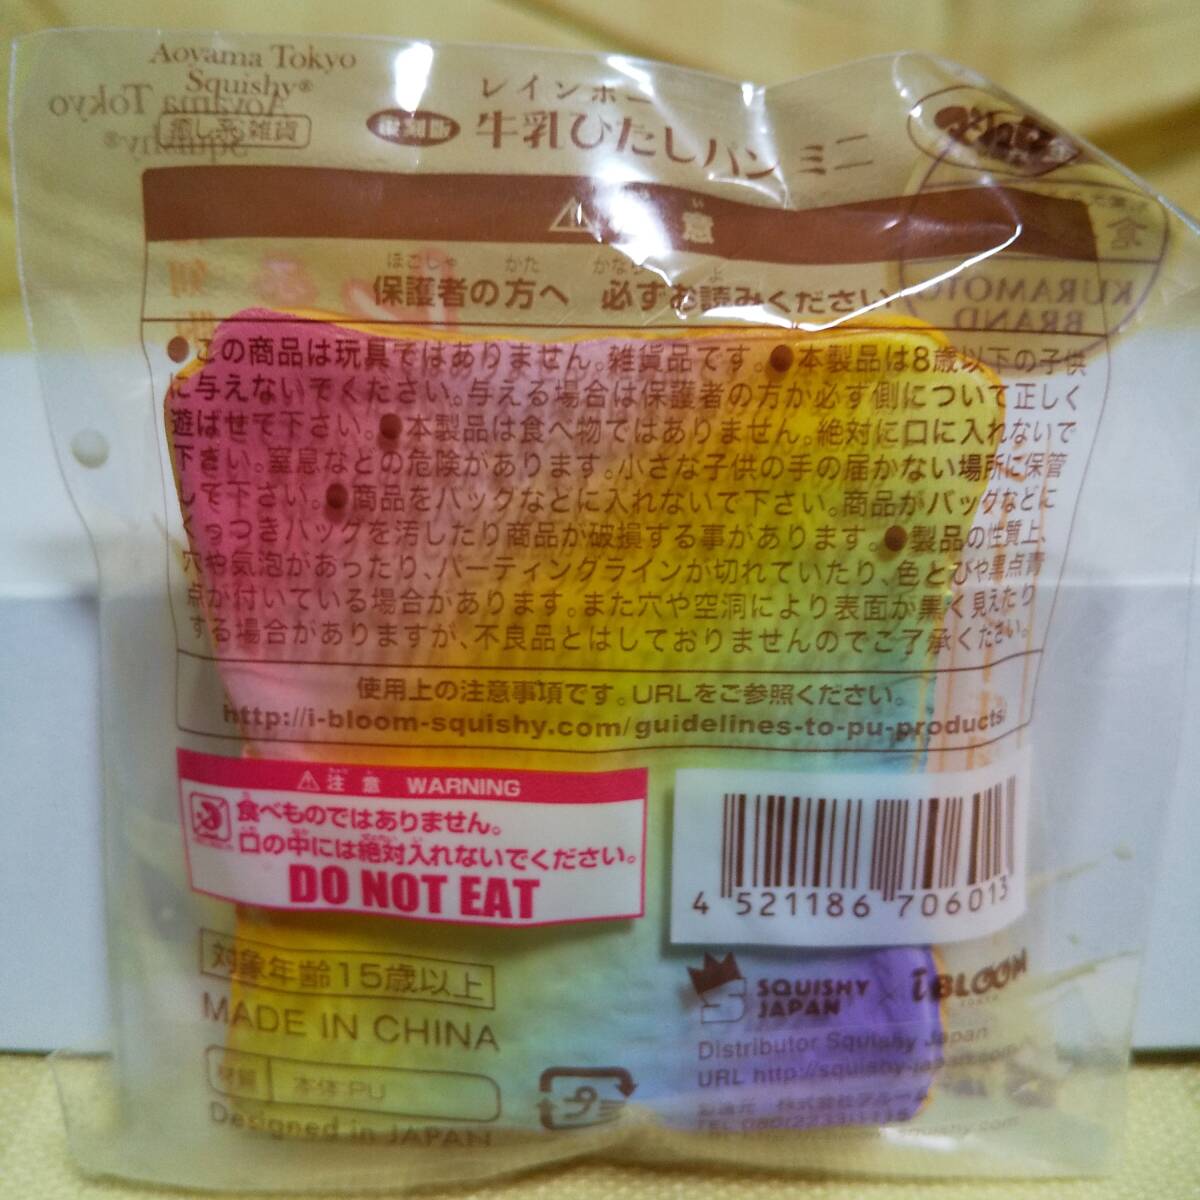 Aoyama Tokyo
Squishy®
癒し系雑貨
レインボー
復刻版 牛乳ひたしパン ミニ
注意
ほごしゃ かた かなら よ
保護者の方へ 必ずお読みください
●この商品は玩具ではありません。雑貨品です。●本製品は8歳以下の子供
に与えないでください。与える場合は保護者の方が必ず側について正しく
遊ばせて下さい。●本製品は食べ物ではありません。絶対に口に入れないで
下さい。窒息などの危険があります。小さな子供の手の届かない場所に保管
して下さい。●商品をバッグなどに入れないで下さい。商品がバッグなどに
くっつきバッグを汚したり商品が破損する事があります。●製品の性質上、
穴や気泡があったり、パーティングラインが切れていたり、色とびや黒点青
点が付いている場合があります。また穴や空洞により表面が黒く見えたり
する場合がありますが、不良品とはしておりませんのでご了承ください。
使用上の注意事項です。URLをご参照ください。
http://i-bloom-squishy.com/guidelines-to-pu-products/
注意 WARNING
食べものではありません。
口の中には絶対入れないでください。
DO NOT EAT
4 521186 706013
対象年齢15歳以上
MADE IN CHINA
材質 本体:PU
Designed in JAPAN
SQUISHY JAPAN × iBLOOM
TOKYO
Distributor Squishy Japan
URL http://squishy-japan.com
製造元 株式会社ブルーム
KURAMOTO
BRAND